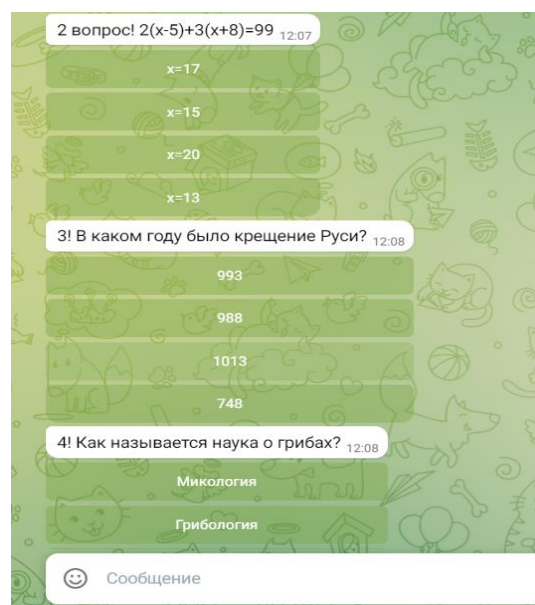 2 вопрос! 2(x-5)+3(x+8)=99 12:07
x=17
x=15
x=20
x=13
3! В каком году было крещение Руси? 12:08
993
988
1013
748
4! Как называется наука о грибах? 12:08
Микология
Грибология
Сообщение